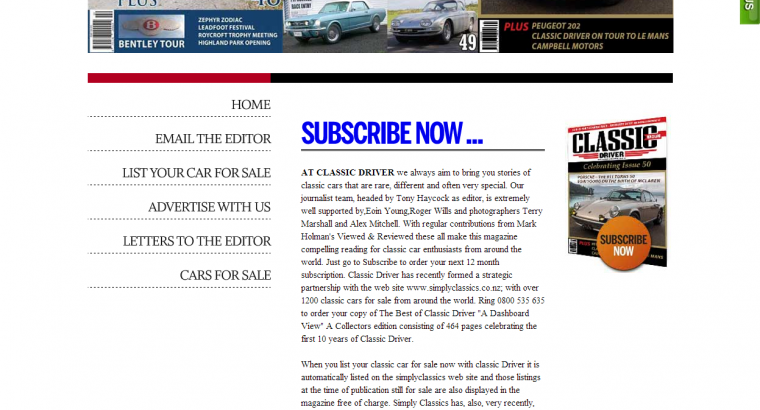 PLUS:
BACK ENTRY
BENTLEY TOUR
ZEPHYR ZODIAC
LEADFOOT FESTIVAL
ROYCROFT TROPHY MEETING
HIGHLAND PARK OPENING
49
PLUS PEUGEOT 202
CLASSIC DRIVER ON TOUR TO LE MANS
CAMPBELL MOTORS
HOME
EMAIL THE EDITOR
LIST YOUR CAR FOR SALE
ADVERTISE WITH US
LETTERS TO THE EDITOR
CARS FOR SALE
SUBSCRIBE NOW ...
AT CLASSIC DRIVER we always aim to bring you stories of
classic cars that are rare, different and often very special. Our
journalist team, headed by Tony Haycock as editor, is extremely
well supported by,Eoin Young,Roger Wills and photographers Terry
Marshall and Alex Mitchell. With regular contributions from Mark
Holman's Viewed & Reviewed these all make this magazine
compelling reading for classic car enthusiasts from around the
world. Just go to Subscribe to order your next 12 month
subscription. Classic Driver has recently formed a strategic
partnership with the web site www.simplyclassics.co.nz; with over
1200 classic cars for sale from around the world. Ring 0800 535 635
to order your copy of The Best of Classic Driver "A Dashboard
View" A Collectors edition consisting of 464 pages celebrating the
first 10 years of Classic Driver.
When you list your classic car for sale now with classic Driver it is
automatically listed on the simplyclassics web site and those listings
at the time of publication still for sale are also displayed in the
magazine free of charge. Simply Classics has, also, very recently,
CLASSIC
DRIVER
Celebrating Issue 50
SUBSCRIBE
NOW